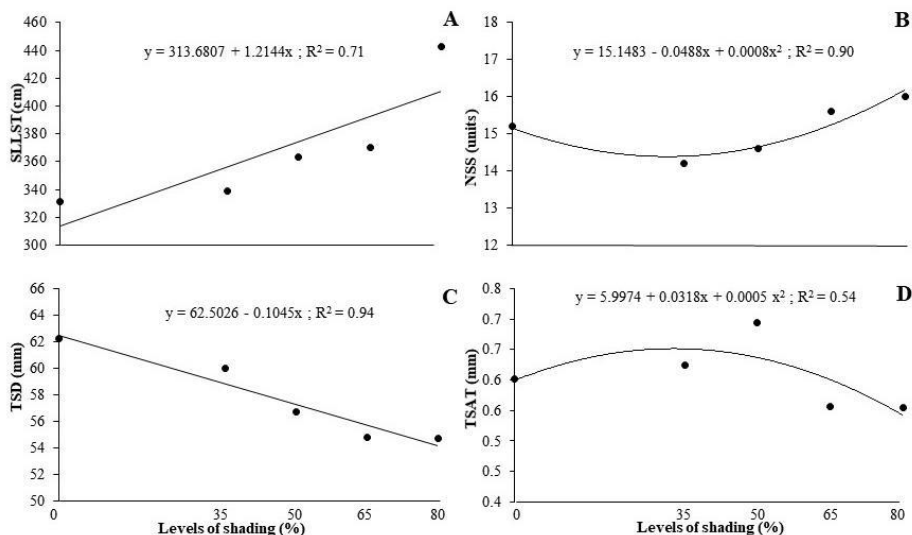 A
y = 313.6807 + 1.2144x ; R² = 0.71
SLLST(cm)
460
440
420
400
380
360
340
320
300
B
y = 15.1483 - 0.0488x + 0.0008x² ; R² = 0.90
NSS (units)
18
17
16
15
14
13
12
C
y = 62.5026 - 0.1045x ; R² = 0.94
TSD (mm)
66
64
62
60
58
56
54
52
50
0 35 50 65 80
Levels of shading (%)
D
y = 5.9974 + 0.0318x + 0.0005 x² ; R² = 0.54
TSAT (mm)
0.8
0.7
0.7
0.6
0.6
0.5
0.5
0.4
0 35 50 65 80
Levels of shading (%)